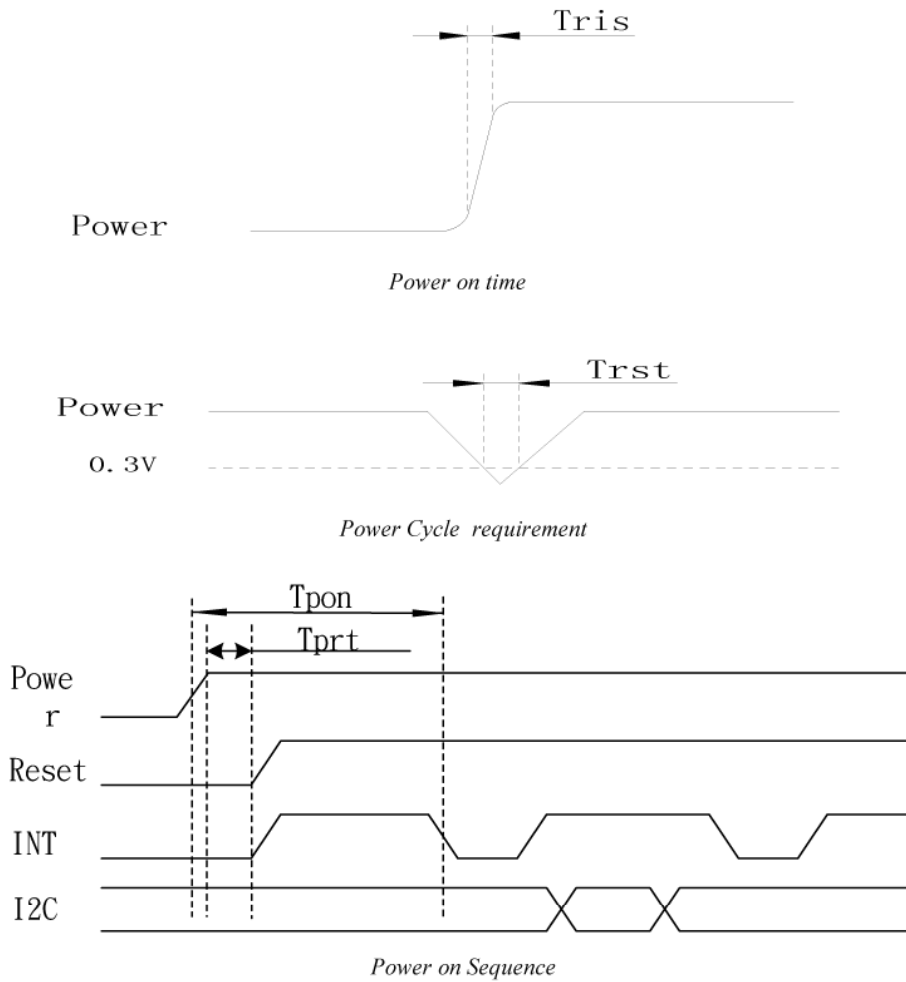 Tris
Power
Power on time
Trst
Power
0.3V
Power Cycle requirement
Tpon
Tprt
Powe
r
Reset
INT
I2C
Power on Sequence